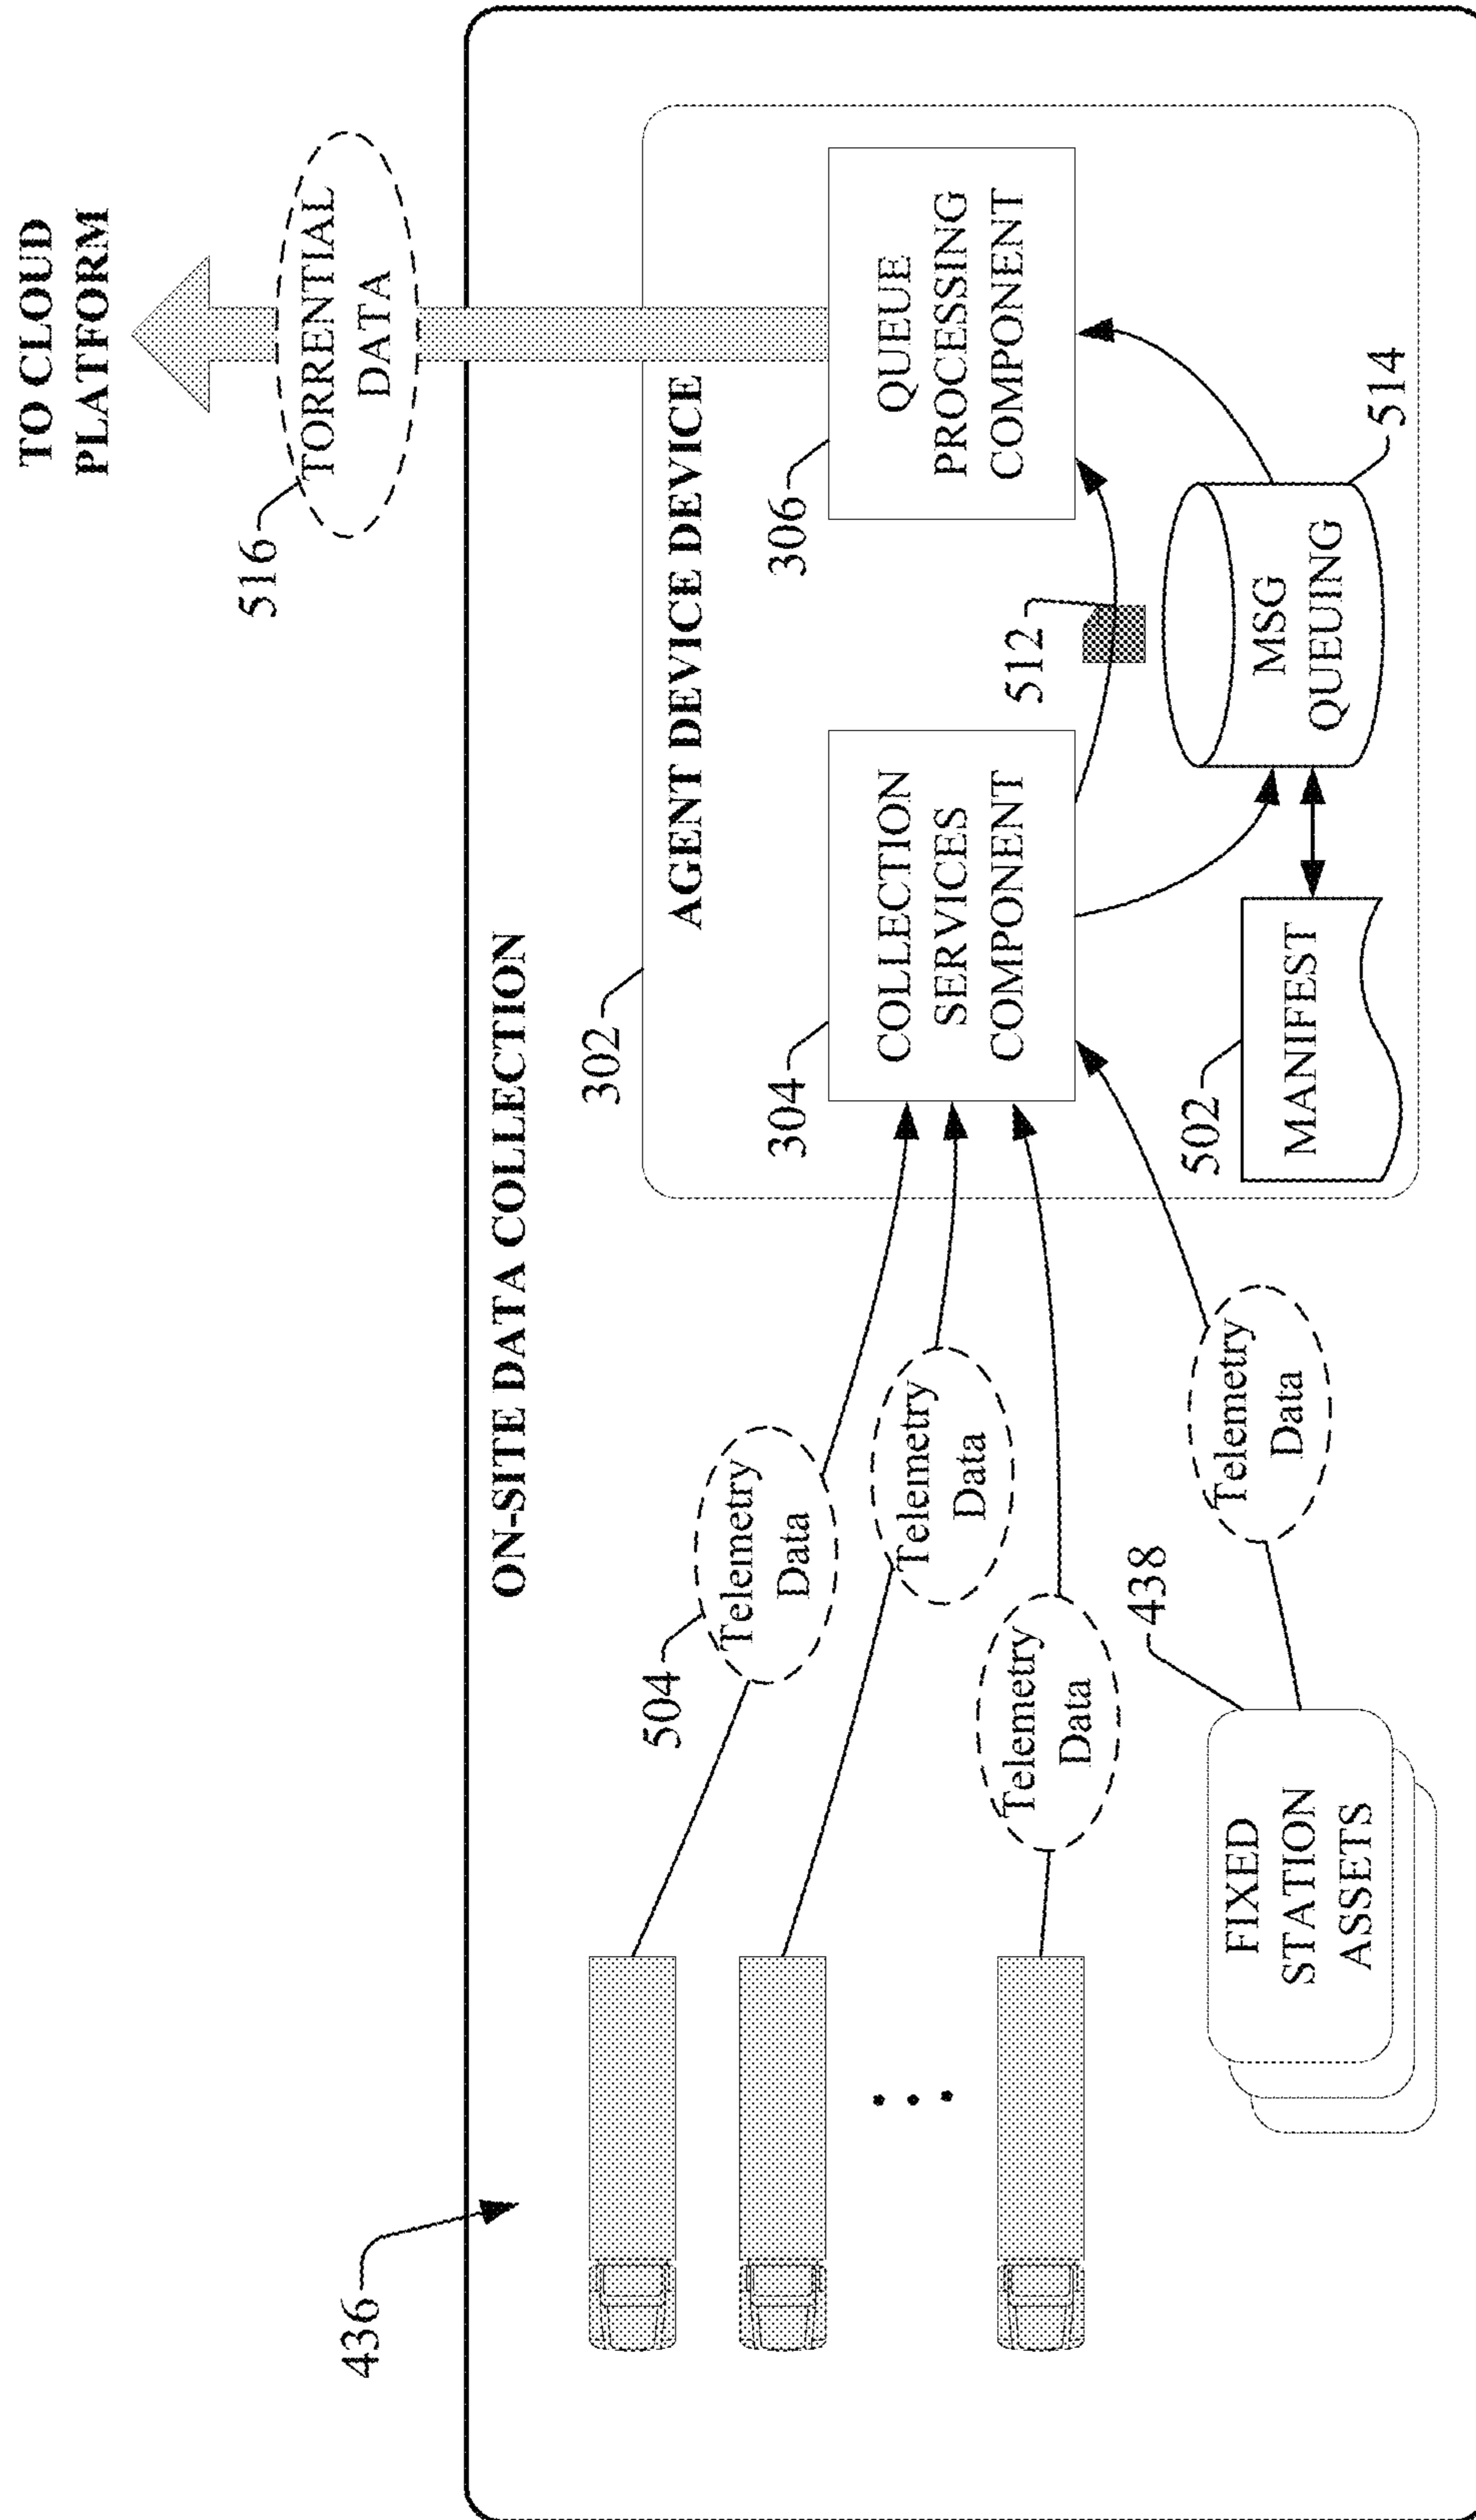 TO CLOUD
PLATFORM
516
TORRENTIAL
DATA
436
ON-SITE DATA COLLECTION
302
AGENT DEVICE DEVICE
504
Telemetry
Data
Telemetry
Data
Telemetry
Data
Telemetry
Data
438
FIXED
STATION
ASSETS
304
COLLECTION
SERVICES
COMPONENT
306
QUEUE
PROCESSING
COMPONENT
512
502
MANIFEST
MSG
QUEUING
514